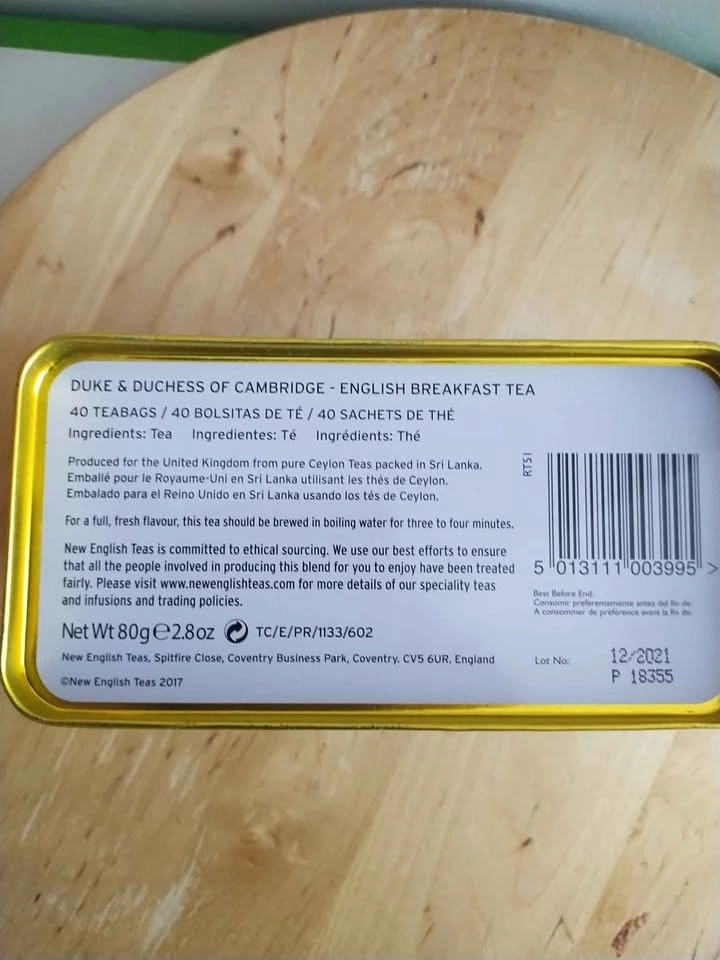 DUKE & DUCHESS OF CAMBRIDGE - ENGLISH BREAKFAST TEA
40 TEABAGS / 40 BOLSITAS DE TÉ / 40 SACHETS DE THÉ
Ingredients: Tea Ingredientes: Té Ingrédients: Thé
Produced for the United Kingdom from pure Ceylon Teas packed in Sri Lanka.
Emballé pour le Royaume-Uni en Sri Lanka utilisant les thés de Ceylon.
Embalado para el Reino Unido en Sri Lanka usando los tés de Ceylon.
For a full, fresh flavour, this tea should be brewed in boiling water for three to four minutes.
New English Teas is committed to ethical sourcing. We use our best efforts to ensure
that all the people involved in producing this blend for you to enjoy have been treated
fairly. Please visit www.newenglishteas.com for more details of our speciality teas
and infusions and trading policies.
Net Wt 80g ℮ 2.8oz TC/E/PR/1133/602
New English Teas, Spitfire Close, Coventry Business Park, Coventry. CV5 6UR. England
©New English Teas 2017
RT51
5 013111 003995 >
Best Before End:
Consomir preferentemente antes del fin de:
A consommer de préférence avant la fin de:
Lot No: 12/2021
P 18355